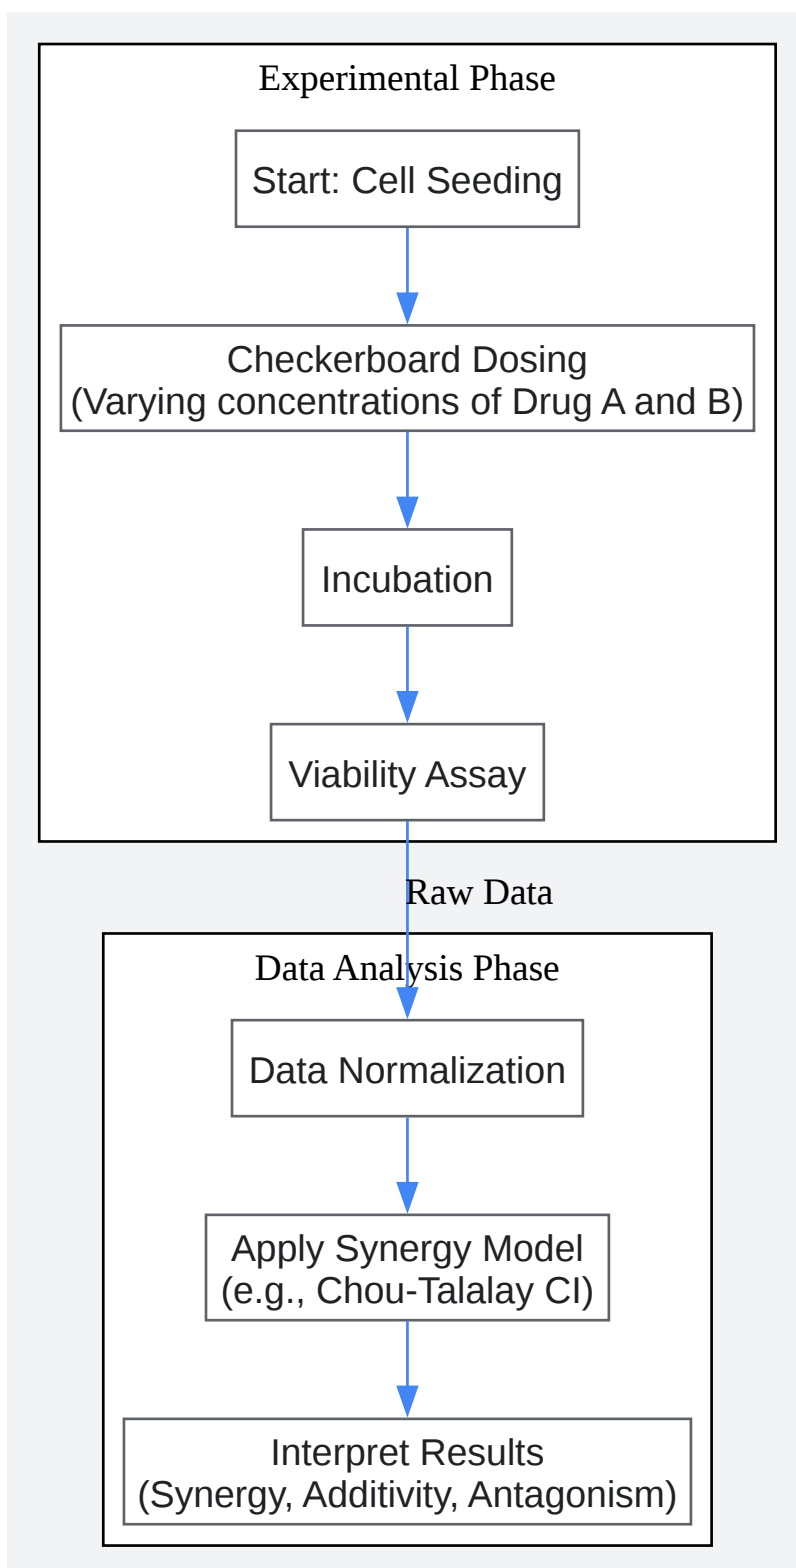 Experimental Phase
Start: Cell Seeding
Checkerboard Dosing
(Varying concentrations of Drug A and B)
Incubation
Viability Assay
Raw Data
Data Analysis Phase
Data Normalization
Apply Synergy Model
(e.g., Chou-Talalay CI)
Interpret Results
(Synergy, Additivity, Antagonism)